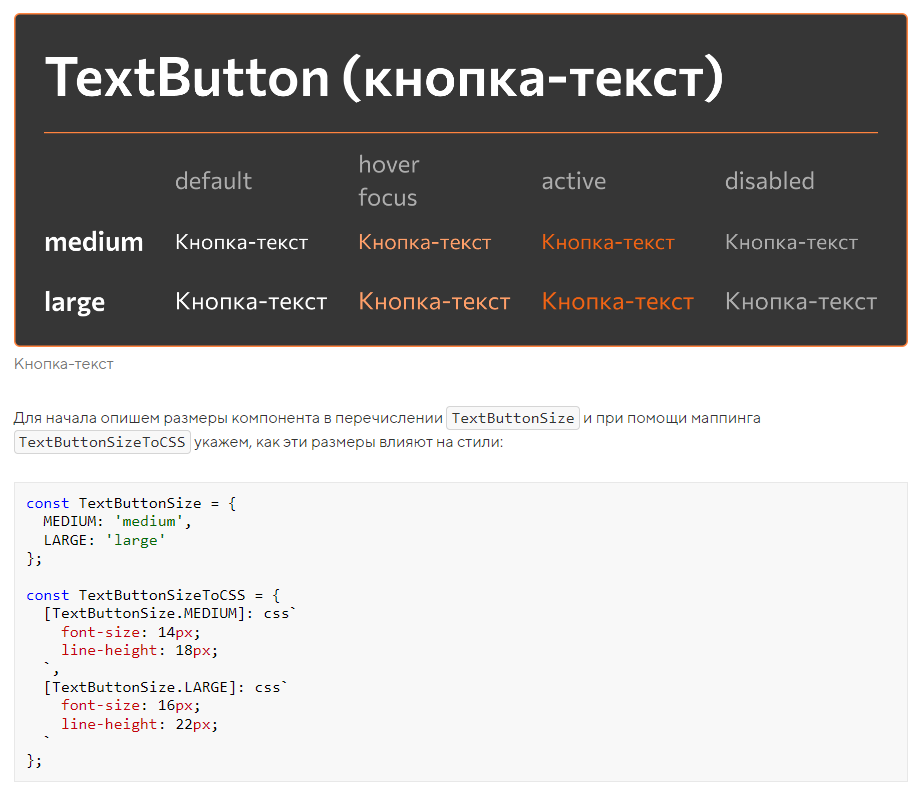 TextButton (кнопка-текст)
default hover focus active disabled
medium Кнопка-текст Кнопка-текст Кнопка-текст Кнопка-текст
large Кнопка-текст Кнопка-текст Кнопка-текст Кнопка-текст
Кнопка-текст
Для начала опишем размеры компонента в перечислении TextButtonSize и при помощи маппинга
TextButtonSizeToCSS укажем, как эти размеры влияют на стили:
const TextButtonSize = {
  MEDIUM: 'medium',
  LARGE: 'large'
};
const TextButtonSizeToCSS = {
  [TextButtonSize.MEDIUM]: css`
    font-size: 14px;
    line-height: 18px;
  `,
  [TextButtonSize.LARGE]: css`
    font-size: 16px;
    line-height: 22px;
  `
};